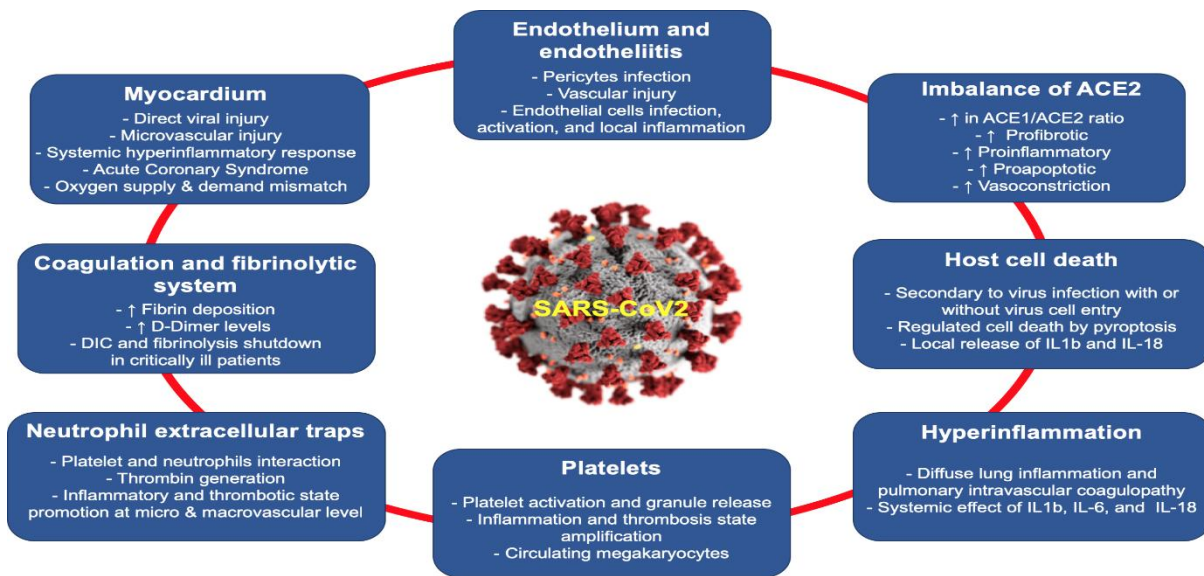 Endothelium and
endotheliitis
- Pericytes infection
- Vascular injury
- Endothelial cells infection,
activation, and local inflammation
Myocardium
- Direct viral injury
- Microvascular injury
- Systemic hyperinflammatory response
- Acute Coronary Syndrome
- Oxygen supply & demand mismatch
Imbalance of ACE2
- ↑ in ACE1/ACE2 ratio
- ↑ Profibrotic
- ↑ Proinflammatory
- ↑ Proapoptotic
- ↑ Vasoconstriction
Coagulation and fibrinolytic
system
- ↑ Fibrin deposition
- ↑ D-Dimer levels
- DIC and fibrinolysis shutdown
in critically ill patients
SARS-CoV2
Host cell death
- Secondary to virus infection with or
without virus cell entry
- Regulated cell death by pyroptosis
- Local release of IL1b and IL-18
Neutrophil extracellular traps
- Platelet and neutrophils interaction
- Thrombin generation
- Inflammatory and thrombotic state
promotion at micro & macrovascular level
Platelets
- Platelet activation and granule release
- Inflammation and thrombosis state
amplification
- Circulating megakaryocytes
Hyperinflammation
- Diffuse lung inflammation and
pulmonary intravascular coagulopathy
- Systemic effect of IL1b, IL-6, and IL-18